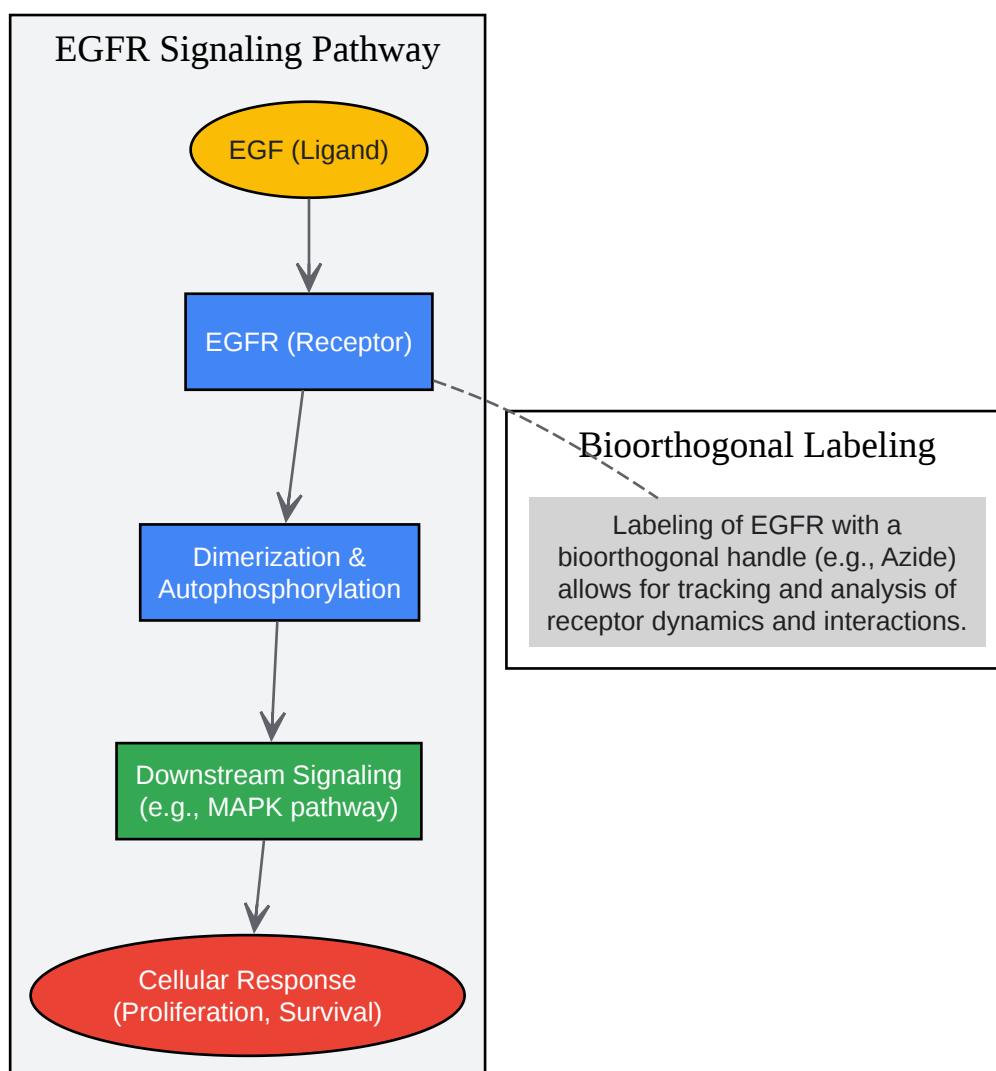 EGFR Signaling Pathway
EGF (Ligand)
EGFR (Receptor)
Bioorthogonal Labeling
Labeling of EGFR with a
bioorthogonal handle (e.g., Azide)
allows for tracking and analysis of
receptor dynamics and interactions.
Dimerization &
Autophosphorylation
Downstream Signaling
(e.g., MAPK pathway)
Cellular Response
(Proliferation, Survival)